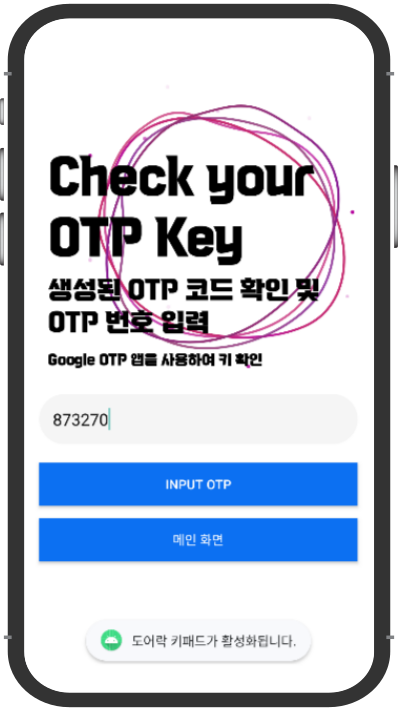 Check your
OTP Key
생성된 OTP 코드 확인 및
OTP 번호 입력
Google OTP 앱을 사용하여 키 확인
873270
INPUT OTP
메인 화면
도어락 키패드가 활성화됩니다.